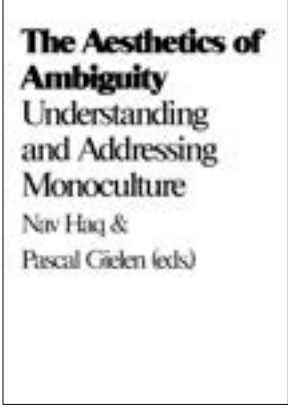 The Aesthetics of
Ambiguity
Understanding
and Addressing
Monoculture
Nav Haq &
Pascal Gielen (eds.)